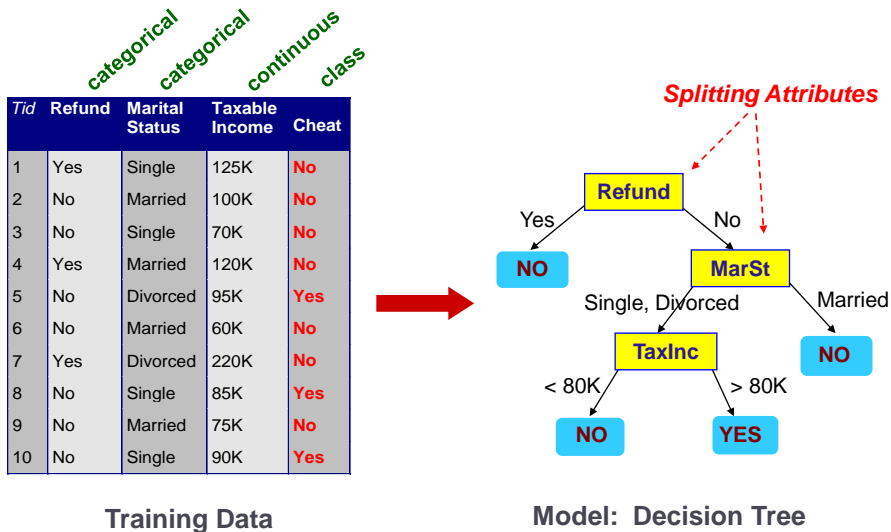 categorical categorical continuous class
Tid Refund Marital Status Taxable Income Cheat
1 Yes Single 125K No
2 No Married 100K No
3 No Single 70K No
4 Yes Married 120K No
5 No Divorced 95K Yes
6 No Married 60K No
7 Yes Divorced 220K No
8 No Single 85K Yes
9 No Married 75K No
10 No Single 90K Yes
Training Data
Splitting Attributes
Refund
Yes No
NO MarSt
Single, Divorced Married
TaxInc NO
< 80K > 80K
NO YES
Model: Decision Tree